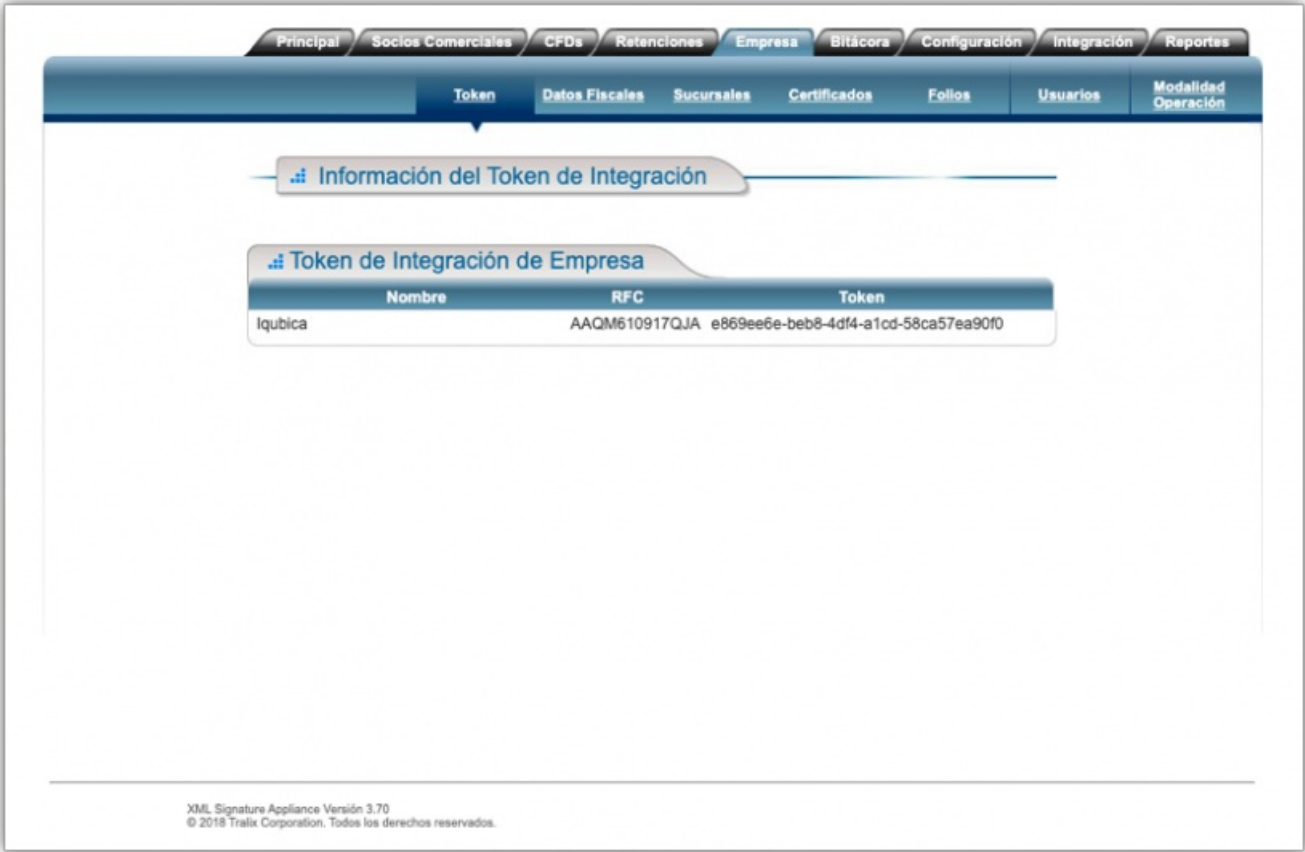 Principal Socios Comerciales CFDs Retenciones Empresa Bitácora Configuración Integración Reportes
Token Datos Fiscales Sucursales Certificados Folios Usuarios Modalidad Operación
Información del Token de Integración
Token de Integración de Empresa
Nombre RFC Token
Iqubica AAQM610917QJA e869ee6e-beb8-4df4-a1cd-58ca57ea90f0
XML Signature Appliance Versión 3.70
© 2018 Tralix Corporation. Todos los derechos reservados.